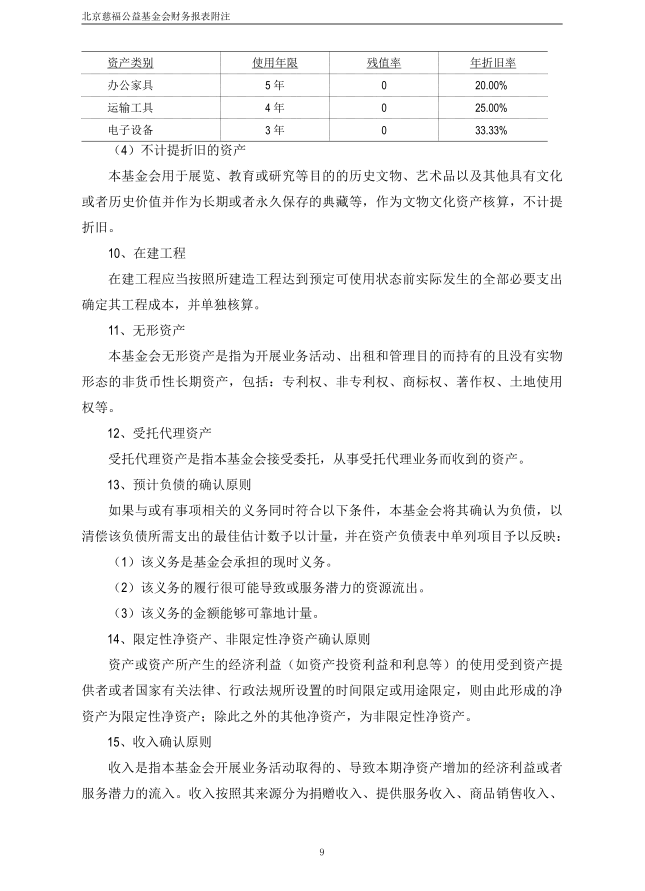 北京慈福公益基金会财务报表附注
资产类别 使用年限 残值率 年折旧率
办公家具 5 年 0 20.00%
运输工具 4 年 0 25.00%
电子设备 3 年 0 33.33%
（4）不计提折旧的资产
本基金会用于展览、教育或研究等目的的历史文物、艺术品以及其他具有文化
或者历史价值并作为长期或者永久保存的典藏等，作为文物文化资产核算，不计提
折旧。
10、在建工程
在建工程应当按照所建造工程达到预定可使用状态前实际发生的全部必要支出
确定其工程成本，并单独核算。
11、无形资产
本基金会无形资产是指为开展业务活动、出租和管理目的而持有的且没有实物
形态的非货币性长期资产，包括：专利权、非专利权、商标权、著作权、土地使用
权等。
12、受托代理资产
受托代理资产是指本基金会接受委托，从事受托代理业务而收到的资产。
13、预计负债的确认原则
如果与或有事项相关的义务同时符合以下条件，本基金会将其确认为负债，以
清偿该负债所需支出的最佳估计数予以计量，并在资产负债表中单列项目予以反映：
（1）该义务是基金会承担的现时义务。
（2）该义务的履行很可能导致或服务潜力的资源流出。
（3）该义务的金额能够可靠地计量。
14、限定性净资产、非限定性净资产确认原则
资产或资产所产生的经济利益（如资产投资利益和利息等）的使用受到资产提
供者或者国家有关法律、行政法规所设置的时间限定或用途限定，则由此形成的净
资产为限定性净资产；除此之外的其他净资产，为非限定性净资产。
15、收入确认原则
收入是指本基金会开展业务活动取得的、导致本期净资产增加的经济利益或者
服务潜力的流入。收入按照其来源分为捐赠收入、提供服务收入、商品销售收入、
9